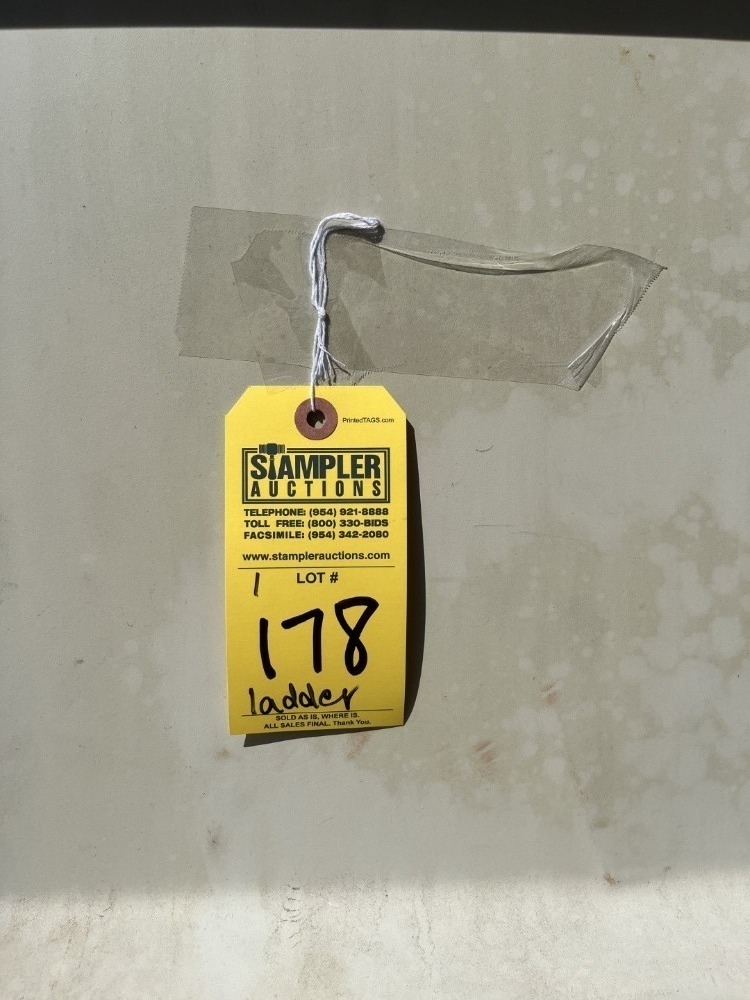 PrintedTAGS.com
STAMPLER
AUCTIONS
TELEPHONE: (954) 921-8888
TOLL FREE: (800) 330-BIDS
FACSIMILE: (954) 342-2080
www.stamplerauctions.com
1 LOT #
178
ladder
SOLD AS IS, WHERE IS.
ALL SALES FINAL. Thank You.